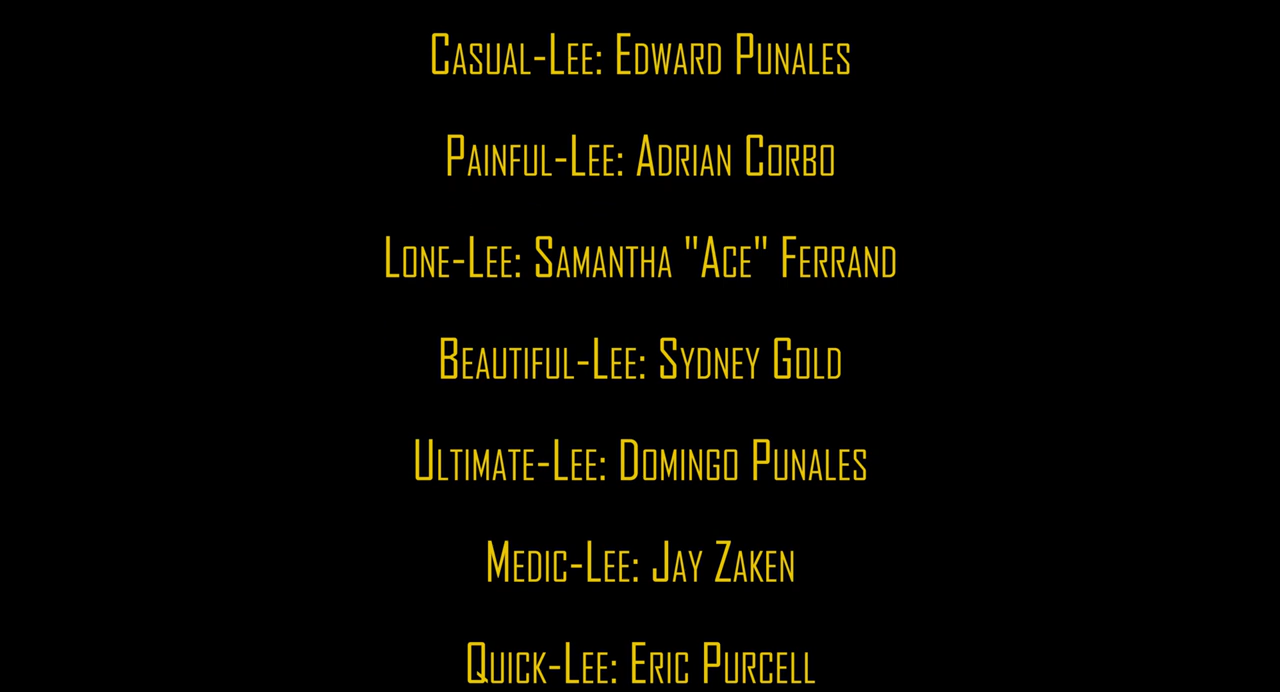 Casual-Lee: Edward Punales
Painful-Lee: Adrian Corbo
Lone-Lee: Samantha "Ace" Ferrand
Beautiful-Lee: Sydney Gold
Ultimate-Lee: Domingo Punales
Medic-Lee: Jay Zaken
Quick-Lee: Eric Purcell